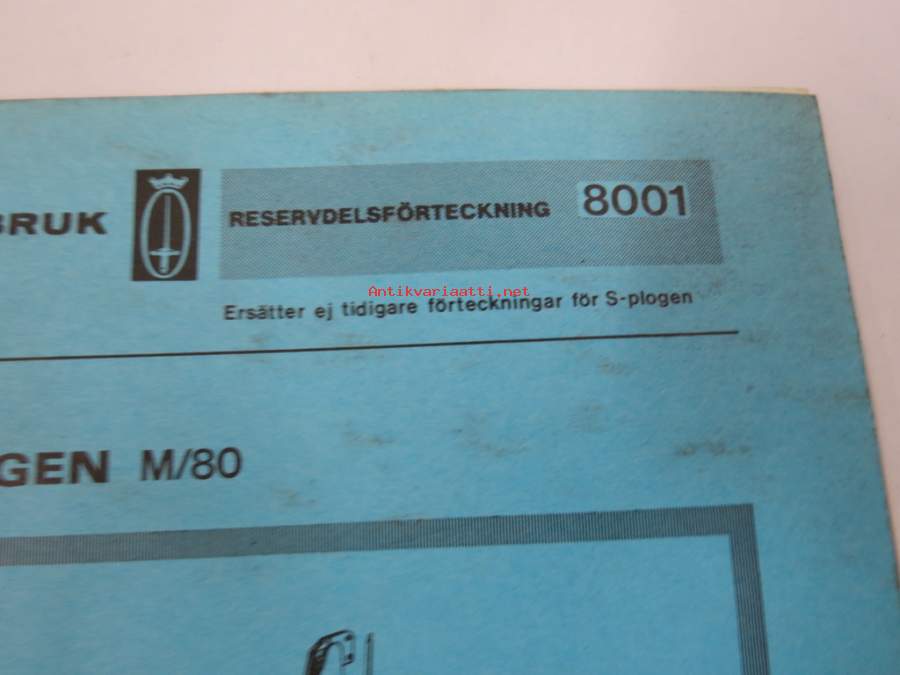 BRUK
RESERVDELSFÖRTECKNING 8001
Antikvariaatti.net
Ersätter ej tidigare förteckningar för S-plogen
GEN M/80